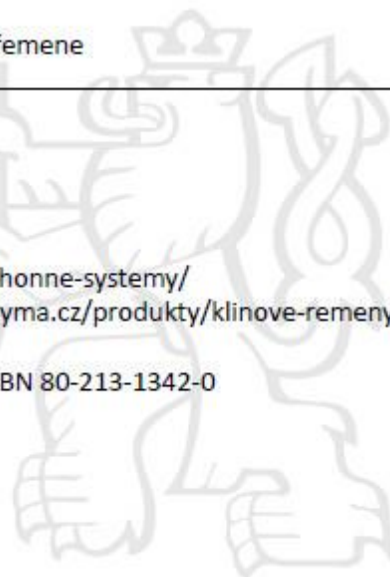 řemene
honne-systemy/
yma.cz/produkty/klinove-remeny
BN 80-213-1342-0